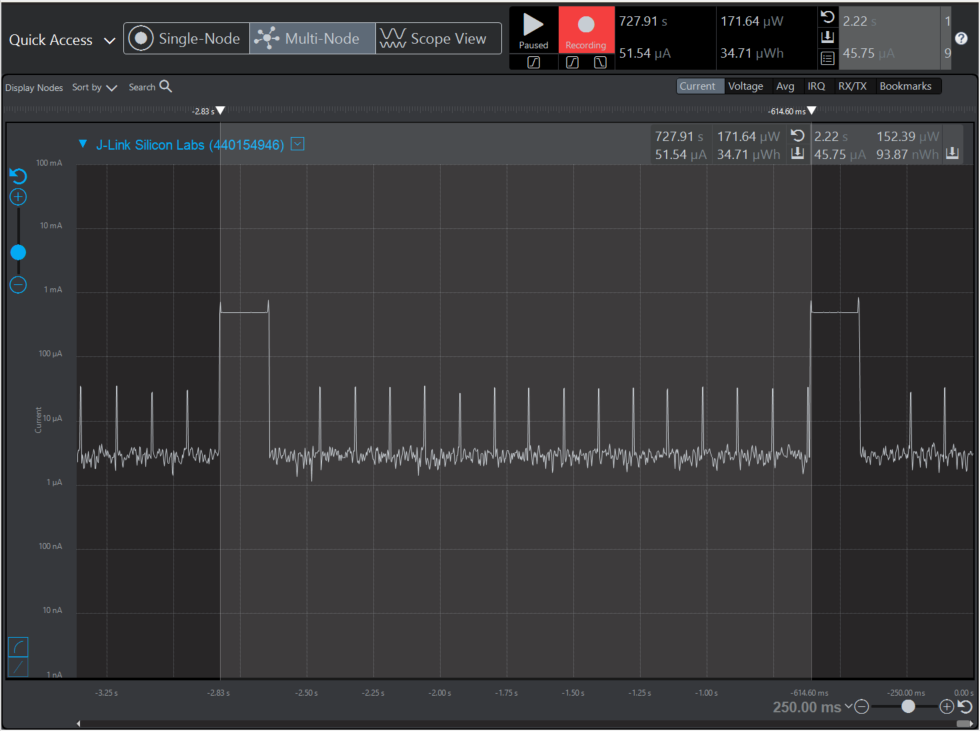 Quick Access Single-Node Multi-Node Scope View
Paused Recording
727.91 s 171.64 µW 2.22 s 1
51.54 µA 34.71 µWh 45.75 µA 9
?
Display Nodes Sort by Search Current Voltage Avg IRQ RX/TX Bookmarks
-2.83 s -614.60 ms
J-Link Silicon Labs (440154946)
727.91 s 171.64 µW 2.22 s 152.39 µW
51.54 µA 34.71 µWh 45.75 µA 93.87 nWh
100 mA
10 mA
1 mA
100 µA
10 µA
Current
1 µA
100 nA
10 nA
1 nA
-3.25 s -2.83 s -2.50 s -2.25 s -2.00 s -1.75 s -1.50 s -1.25 s -1.00 s -614.60 ms -250.00 ms 0.00 s
250.00 ms